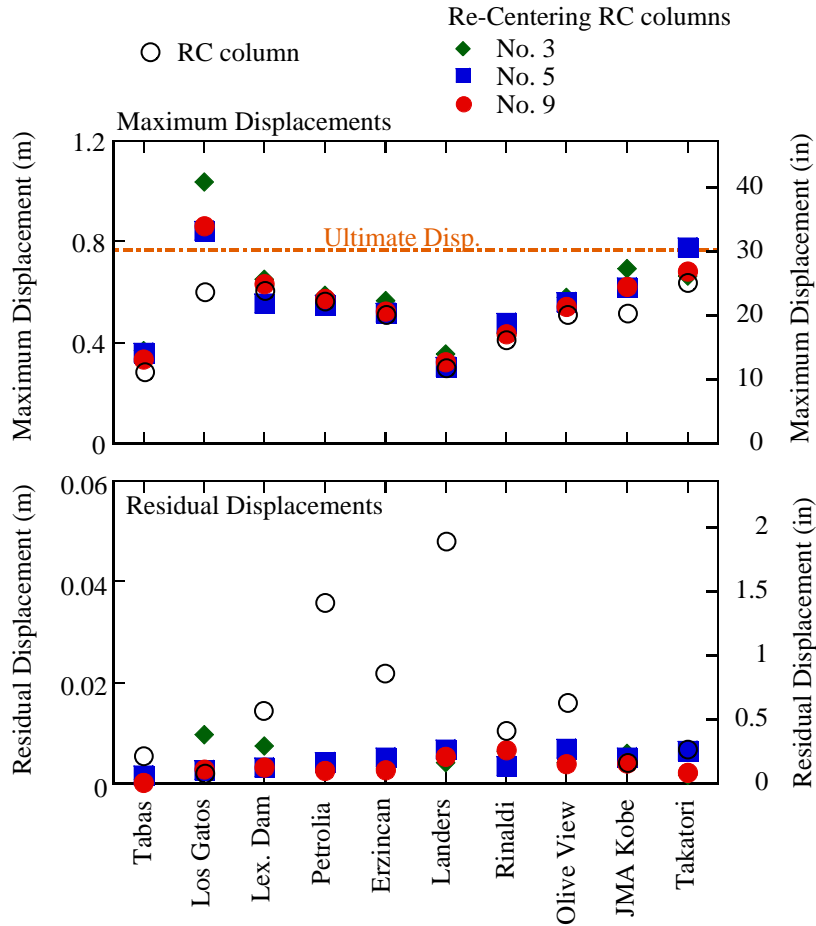 Re-Centering RC columns
RC column
No. 3
No. 5
No. 9
Maximum Displacements
Maximum Displacement (m)
1.2
0.8
0.4
0
Ultimate Disp.
40
30
20
10
0
Maximum Displacement (in)
Residual Displacements
Residual Displacement (m)
0.06
0.04
0.02
0
2
1.5
1
0.5
0
Residual Displacement (in)
Tabas
Los Gatos
Lex. Dam
Petrolia
Erzincan
Landers
Rinaldi
Olive View
JMA Kobe
Takatori